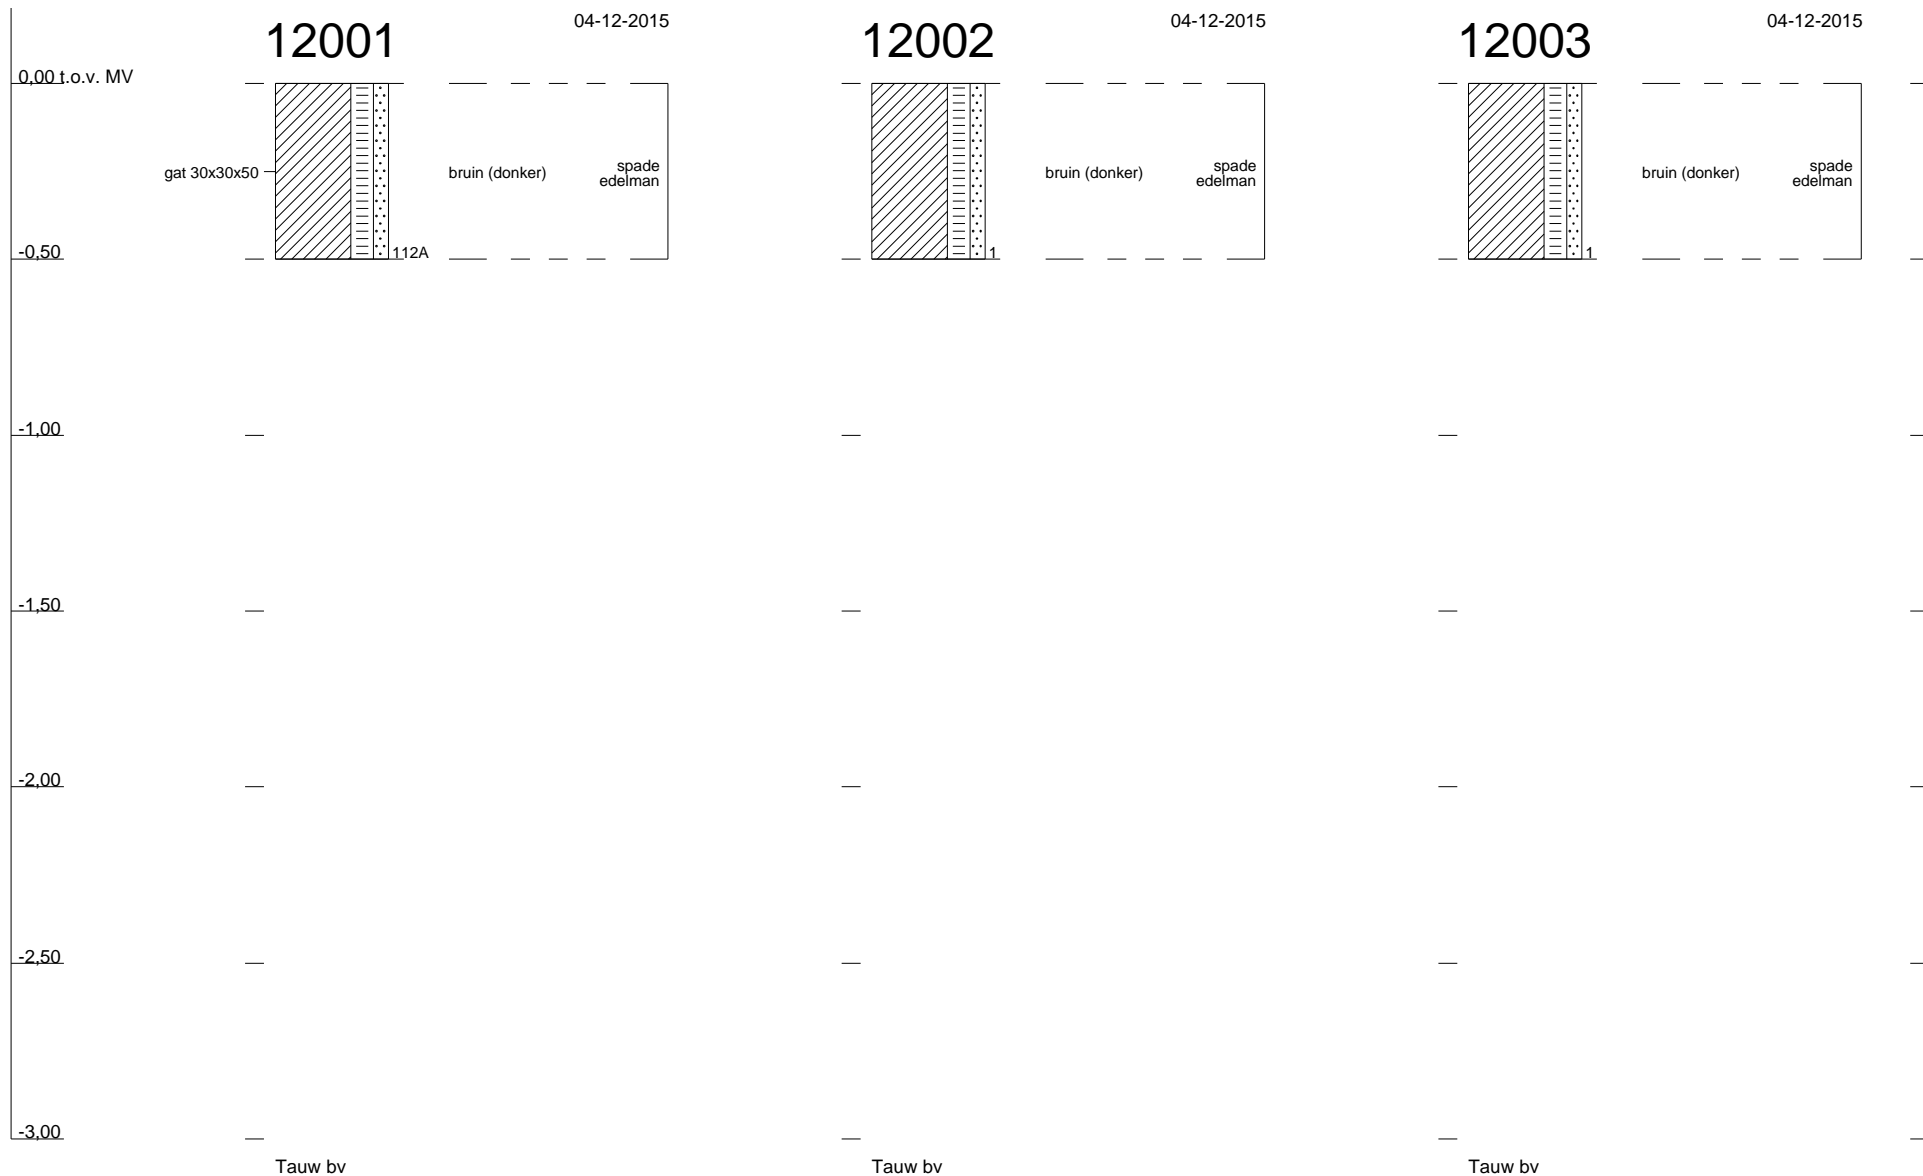 12001
04-12-2015
12002
04-12-2015
12003
04-12-2015
0,00 t.o.v. MV
gat 30x30x50
bruin (donker)
spade
edelman
bruin (donker)
spade
edelman
bruin (donker)
spade
edelman
-0,50
112A
1
1
-1,00
-1,50
-2,00
-2,50
-3,00
Tauw bv
Tauw bv
Tauw bv